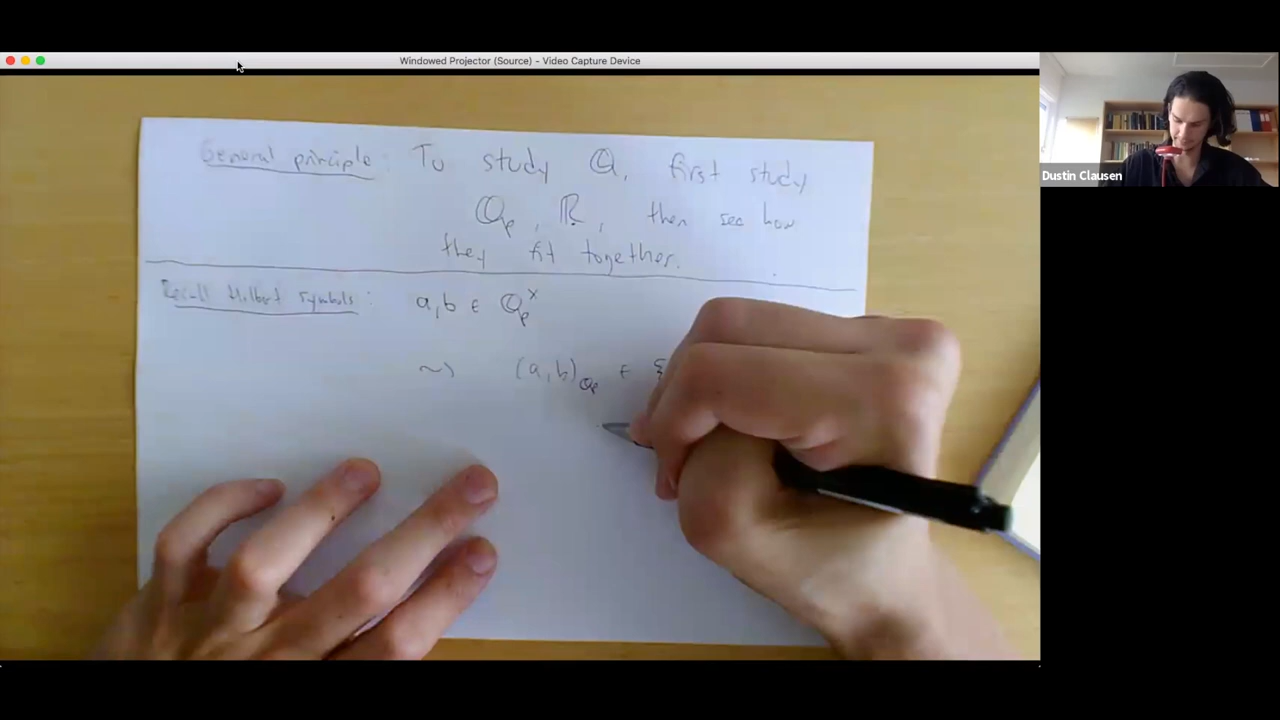 Windowed Projector (Source) - Video Capture Device
Dustin Clausen
General principle: To study ℚ, first study
ℚₚ, ℝ, then see how
they fit together.
Recall Hilbert symbols: a, b ∈ ℚₚ^×
⇝ (a, b)_ℚₚ ∈ {